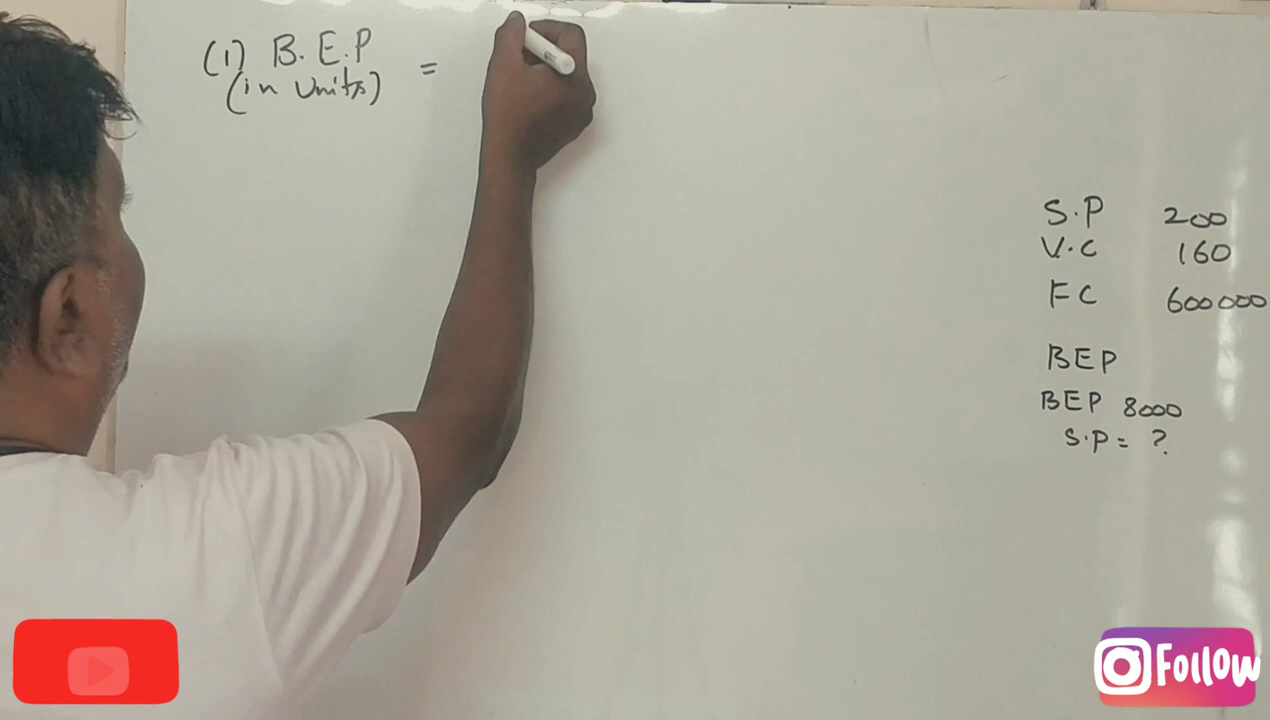 (1) B.E.P
(in Units) =
S.P 200
V.C 160
FC 600000
BEP
BEP 8000
S.P = ?
Follow